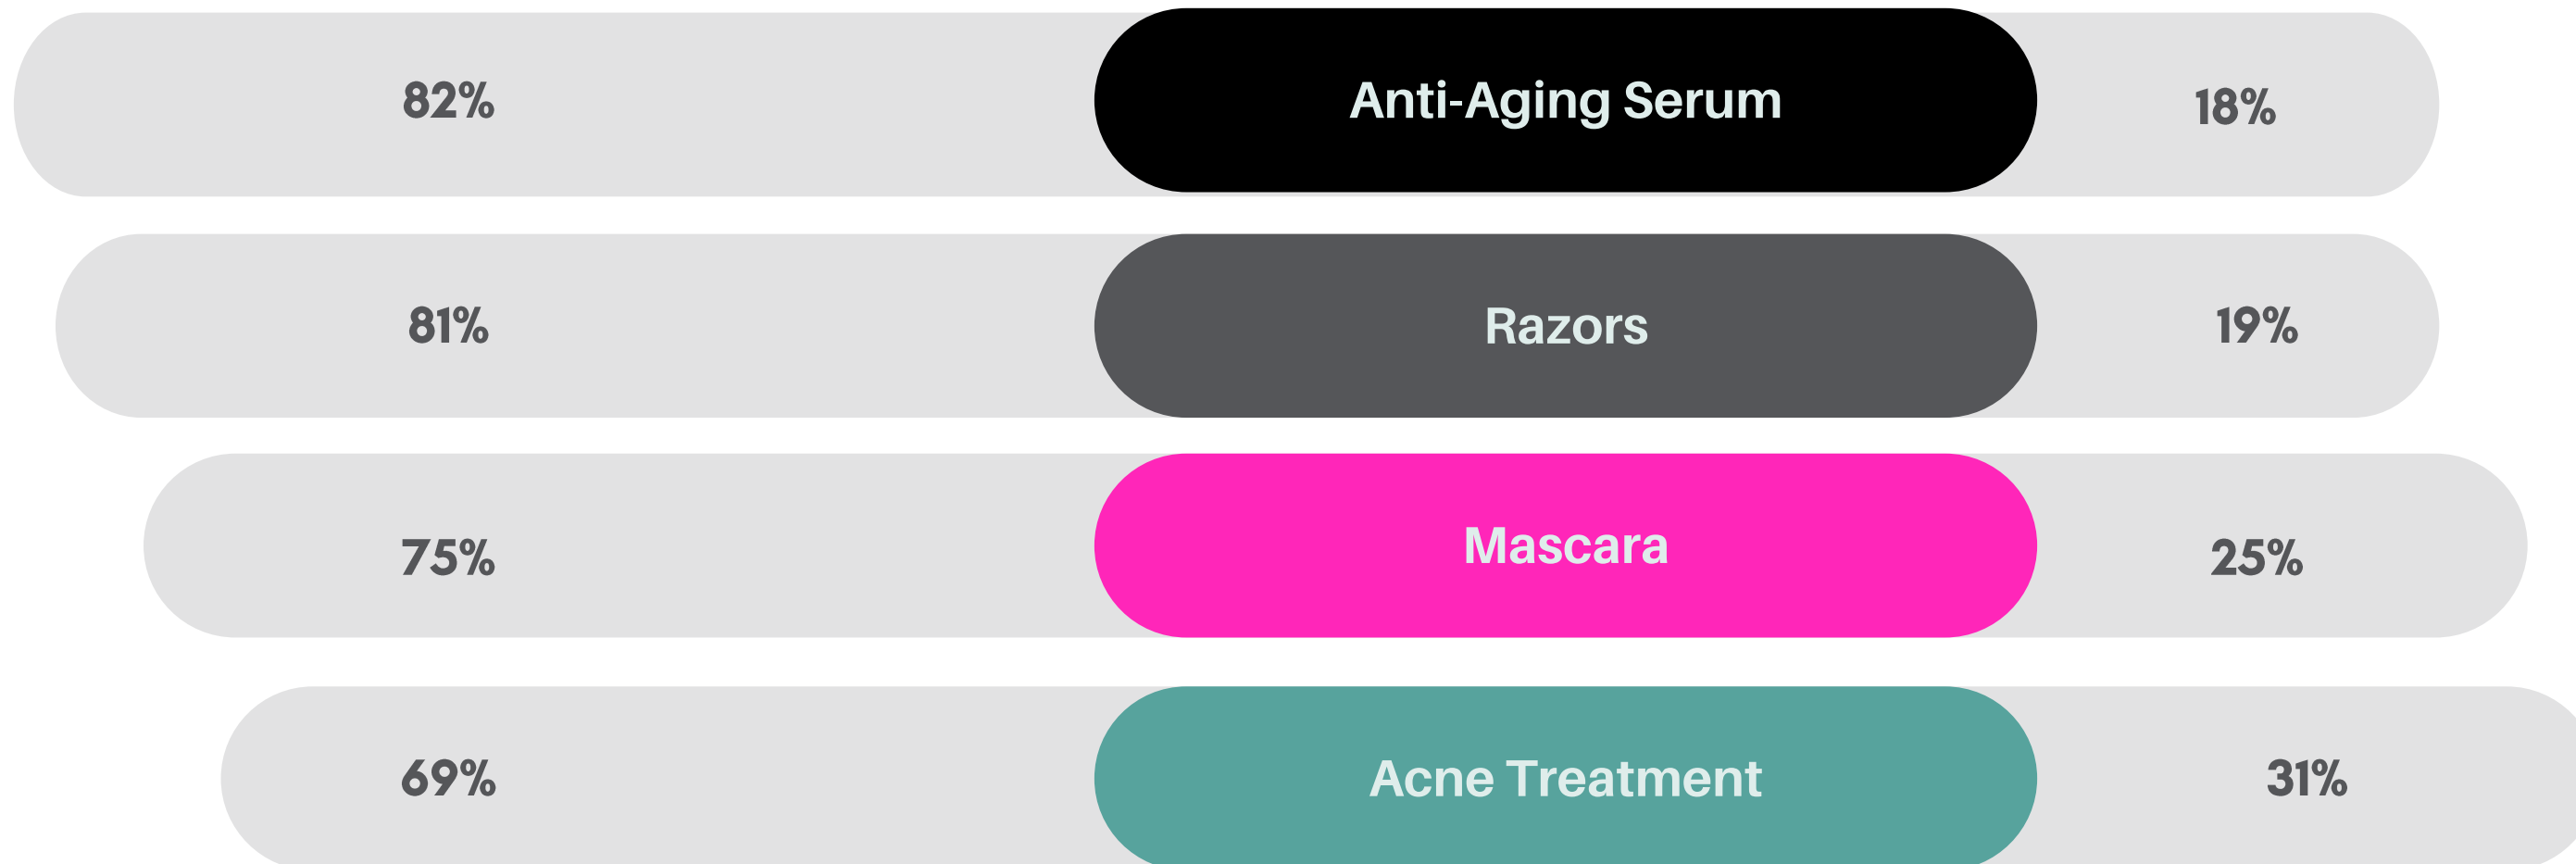 82% Anti-Aging Serum 18%
81% Razors 19%
75% Mascara 25%
69% Acne Treatment 31%